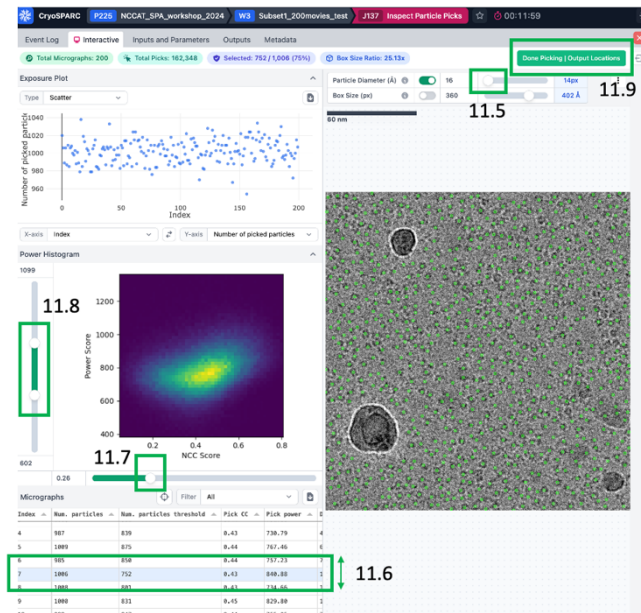 CryoSPARC P225 NCCAT_SPA_workshop_2024 W3 Subset1_200movies_test J137 Inspect Particle Picks 00:11:59
Event Log Interactive Inputs and Parameters Outputs Metadata
Total Micrographs: 200 Total Picks: 162,348 Selected: 752 / 1,006 (75%) Box Size Ratio: 25.13x
Done Picking | Output Locations
11.9
Exposure Plot
Type Scatter
Particle Diameter (Å) 16 14px
Box Size (px) 360 402 Å
11.5
60 nm
Number of picked particl
1040
1020
1000
980
960
0 50 100 150 200
Index
X-axis Index Y-axis Number of picked particles
Power Histogram
1099
11.8
602
Power Score
1200
1000
800
600
400
0.2 0.4 0.6 0.8
NCC Score
11.7
0.26
Micrographs Filter All
Index Num. particles Num. particles threshold Pick CC Pick power
4 987 839 0.43 730.79
5 1009 875 0.44 767.46
6 985 850 0.44 757.23
7 1006 752 0.43 840.88
8 1008 881 0.43 734.66
9 1008 831 0.45 829.80
11.6